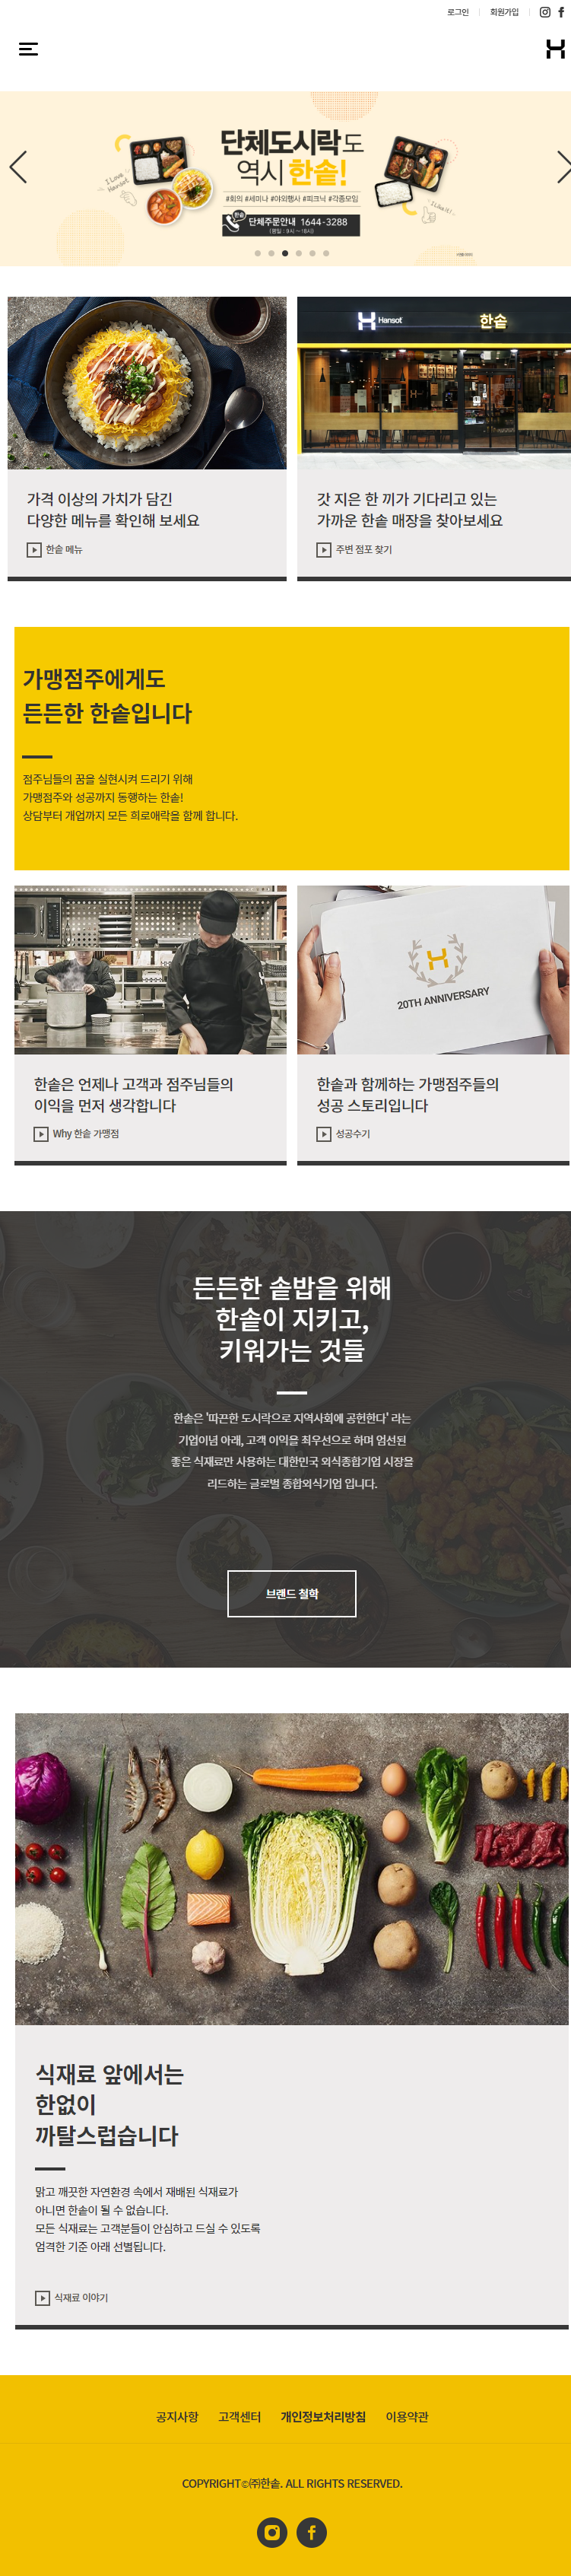 로그인
회원가입
단체도시락도
역시 한솥!
#회의 #세미나 #야외행사 #피크닉 #각종모임
단체주문안내 1644-3288
(평일 : 9시 ~ 18시)
Hansot 한솥
가격 이상의 가치가 담긴
다양한 메뉴를 확인해 보세요
한솥 메뉴
갓 지은 한 끼가 기다리고 있는
가까운 한솥 매장을 찾아보세요
주변 점포 찾기
가맹점주에게도
든든한 한솥입니다
점주님들의 꿈을 실현시켜 드리기 위해
가맹점주와 성공까지 동행하는 한솥!
상담부터 개업까지 모든 희로애락을 함께 합니다.
20TH ANNIVERSARY
한솥은 언제나 고객과 점주님들의
이익을 먼저 생각합니다
Why 한솥 가맹점
한솥과 함께하는 가맹점주들의
성공 스토리입니다
성공수기
든든한 솥밥을 위해
한솥이 지키고,
키워가는 것들
한솥은 '따끈한 도시락으로 지역사회에 공헌한다' 라는
기업이념 아래, 고객 이익을 최우선으로 하며 엄선된
좋은 식재료만 사용하는 대한민국 외식종합기업 시장을
리드하는 글로벌 종합외식기업 입니다.
브랜드 철학
식재료 앞에서는
한없이
까탈스럽습니다
맑고 깨끗한 자연환경 속에서 재배된 식재료가
아니면 한솥이 될 수 없습니다.
모든 식재료는 고객분들이 안심하고 드실 수 있도록
엄격한 기준 아래 선별됩니다.
식재료 이야기
공지사항 고객센터 개인정보처리방침 이용약관
COPYRIGHT©㈜한솥. ALL RIGHTS RESERVED.